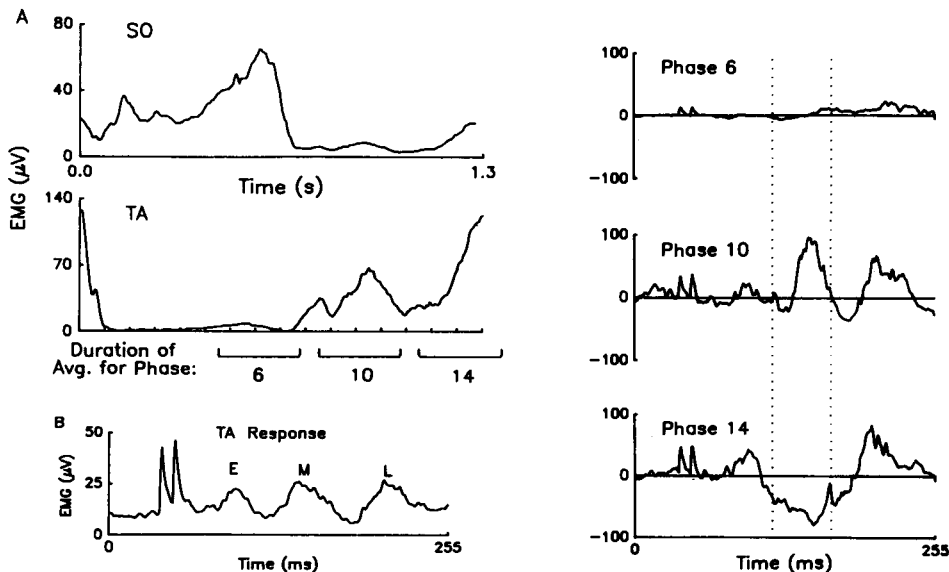 A
80
SO
40
0
0.0
Time (s)
1.3
EMG (μV)
140
TA
70
0
Duration of
Avg. for Phase:
6
10
14
B
50
TA Response
E
M
L
EMG (μV)
25
0
0
Time (ms)
255
100
Phase 6
0
-100
100
Phase 10
0
-100
100
Phase 14
0
-100
0
Time (ms)
255